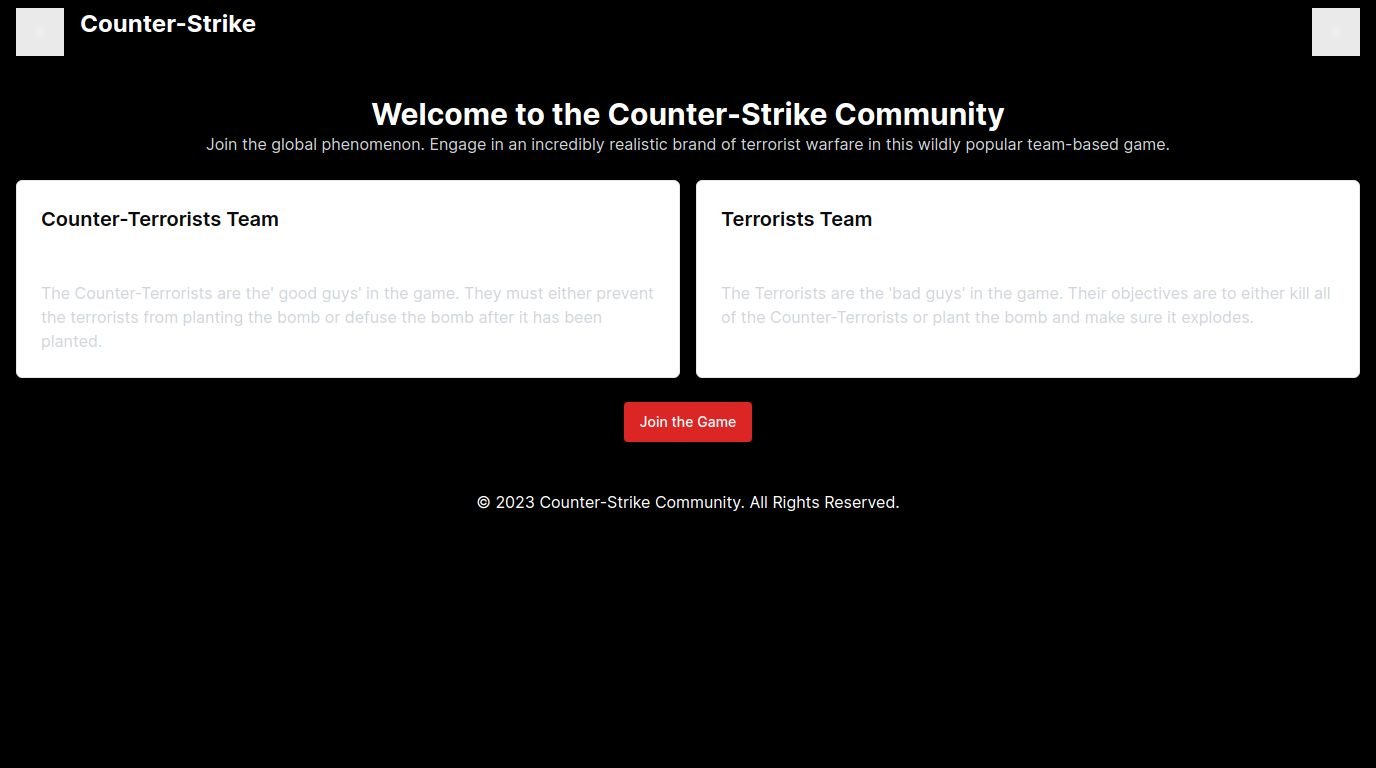 Counter-Strike
Welcome to the Counter-Strike Community
Join the global phenomenon. Engage in an incredibly realistic brand of terrorist warfare in this wildly popular team-based game.
Counter-Terrorists Team
The Counter-Terrorists are the' good guys' in the game. They must either prevent
the terrorists from planting the bomb or defuse the bomb after it has been
planted.
Terrorists Team
The Terrorists are the 'bad guys' in the game. Their objectives are to either kill all
of the Counter-Terrorists or plant the bomb and make sure it explodes.
Join the Game
© 2023 Counter-Strike Community. All Rights Reserved.